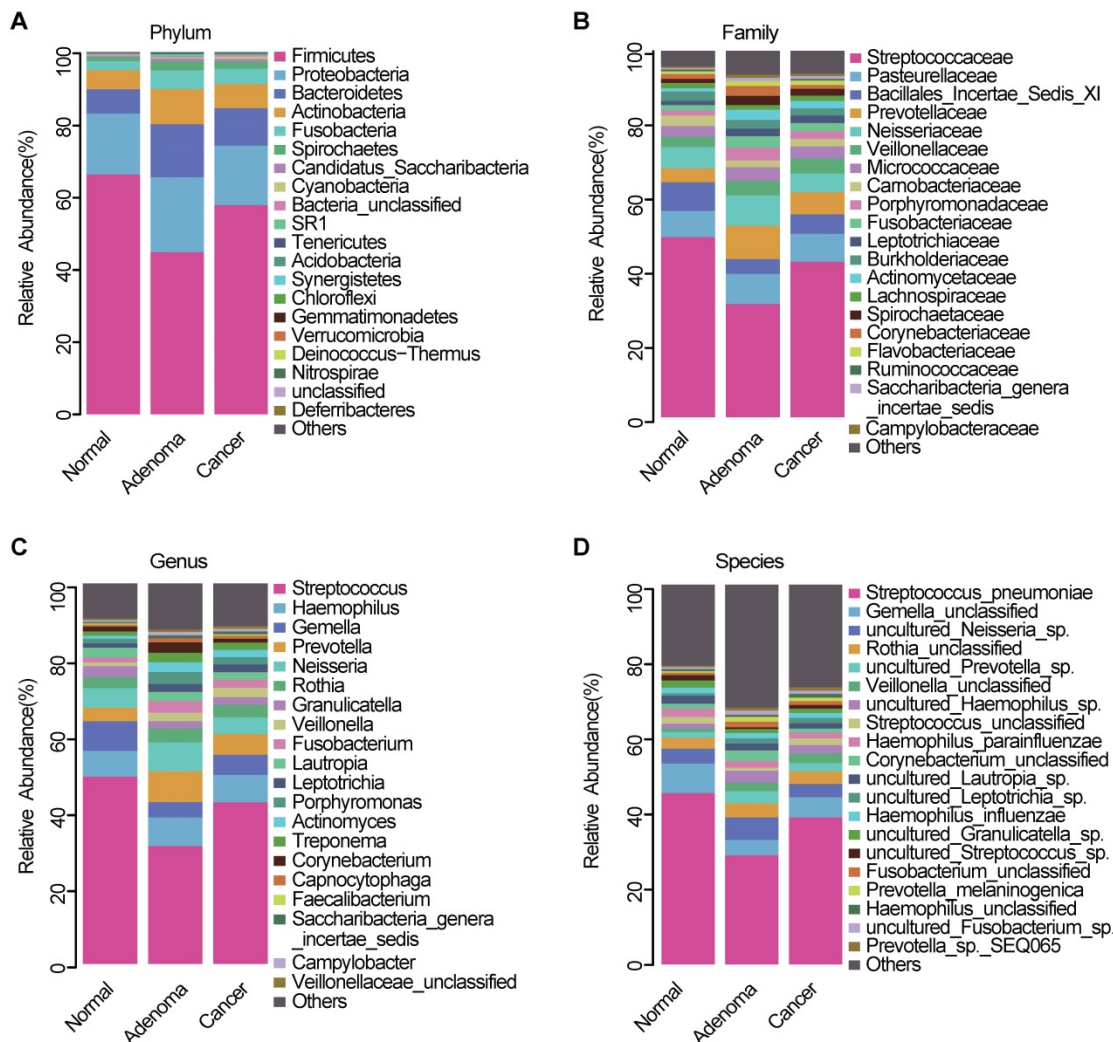 A
Phylum
Relative Abundance(%)
0
20
40
60
80
100
Normal
Adenoma
Cancer
Firmicutes
Proteobacteria
Bacteroidetes
Actinobacteria
Fusobacteria
Spirochaetes
Candidatus_Saccharibacteria
Cyanobacteria
Bacteria_unclassified
SR1
Tenericutes
Acidobacteria
Synergistetes
Chloroflexi
Gemmatimonadetes
Verrucomicrobia
Deinococcus−Thermus
Nitrospirae
unclassified
Deferribacteres
Others
B
Family
Relative Abundance(%)
0
20
40
60
80
100
Normal
Adenoma
Cancer
Streptococcaceae
Pasteurellaceae
Bacillales_Incertae_Sedis_XI
Prevotellaceae
Neisseriaceae
Veillonellaceae
Micrococcaceae
Carnobacteriaceae
Porphyromonadaceae
Fusobacteriaceae
Leptotrichiaceae
Burkholderiaceae
Actinomycetaceae
Lachnospiraceae
Spirochaetaceae
Corynebacteriaceae
Flavobacteriaceae
Ruminococcaceae
Saccharibacteria_genera
_incertae_sedis
Campylobacteraceae
Others
C
Genus
Relative Abundance(%)
0
20
40
60
80
100
Normal
Adenoma
Cancer
Streptococcus
Haemophilus
Gemella
Prevotella
Neisseria
Rothia
Granulicatella
Veillonella
Fusobacterium
Lautropia
Leptotrichia
Porphyromonas
Actinomyces
Treponema
Corynebacterium
Capnocytophaga
Faecalibacterium
Saccharibacteria_genera
_incertae_sedis
Campylobacter
Veillonellaceae_unclassified
Others
D
Species
Relative Abundance(%)
0
20
40
60
80
100
Normal
Adenoma
Cancer
Streptococcus_pneumoniae
Gemella_unclassified
uncultured_Neisseria_sp.
Rothia_unclassified
uncultured_Prevotella_sp.
Veillonella_unclassified
uncultured_Haemophilus_sp.
Streptococcus_unclassified
Haemophilus_parainfluenzae
Corynebacterium_unclassified
uncultured_Lautropia_sp.
uncultured_Leptotrichia_sp.
Haemophilus_influenzae
uncultured_Granulicatella_sp.
uncultured_Streptococcus_sp.
Fusobacterium_unclassified
Prevotella_melaninogenica
Haemophilus_unclassified
uncultured_Fusobacterium_sp.
Prevotella_sp._SEQ065
Others